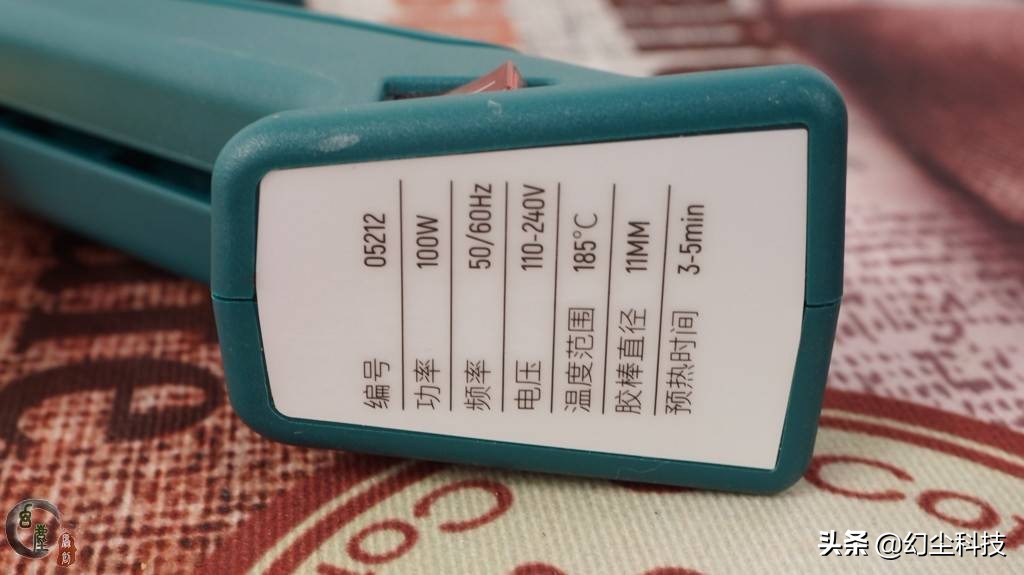 编号 05212
功率 100W
频率 50/60Hz
电压 110-240V
温度范围 185℃
胶棒直径 11MM
预热时间 3-5min
头条 @幻尘科技